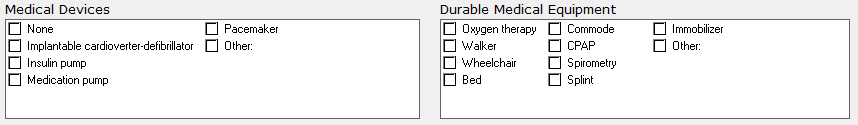 Medical Devices
None
Pacemaker
Implantable cardioverter-defibrillator
Other:
Insulin pump
Medication pump
Durable Medical Equipment
Oxygen therapy
Commode
Immobilizer
Walker
CPAP
Other:
Wheelchair
Spirometry
Bed
Splint